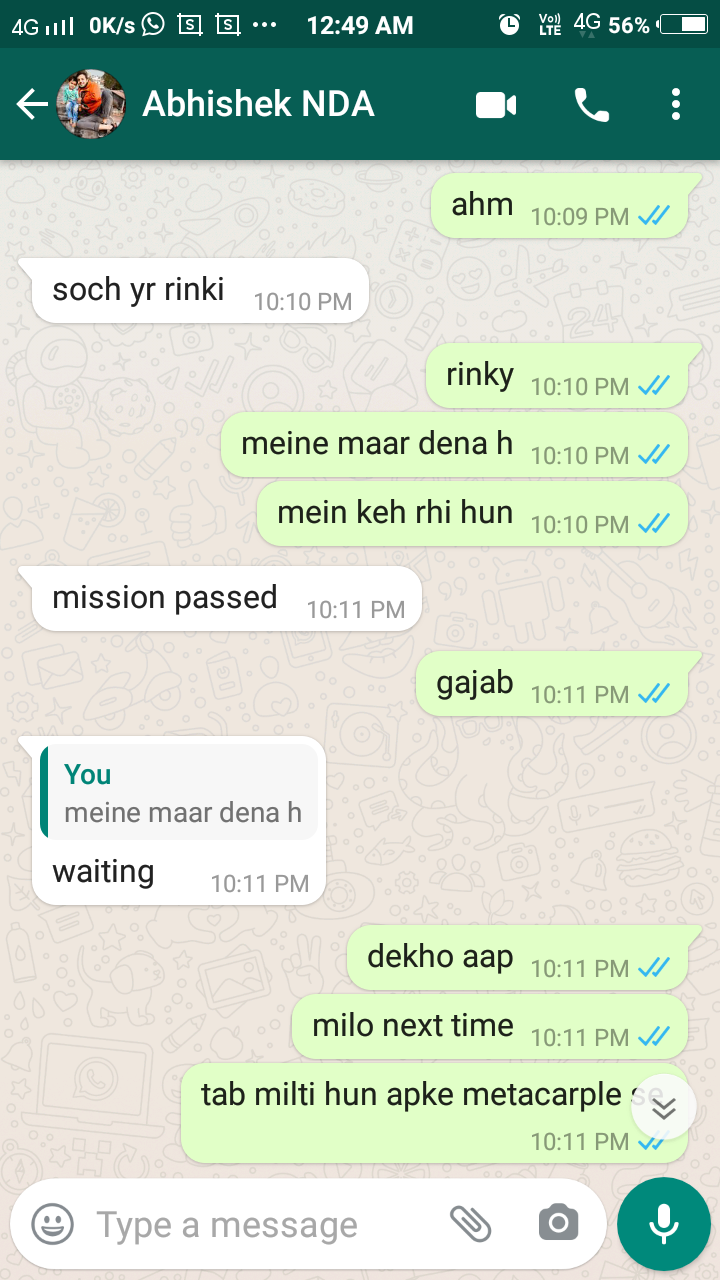 4G 0K/s S S ••• 12:49 AM Vo)) LTE 4G 56%
Abhishek NDA
ahm 10:09 PM
soch yr rinki 10:10 PM
rinky 10:10 PM
meine maar dena h 10:10 PM
mein keh rhi hun 10:10 PM
mission passed 10:11 PM
gajab 10:11 PM
You
meine maar dena h
waiting 10:11 PM
dekho aap 10:11 PM
milo next time 10:11 PM
tab milti hun apke metacarple se
10:11 PM
Type a message